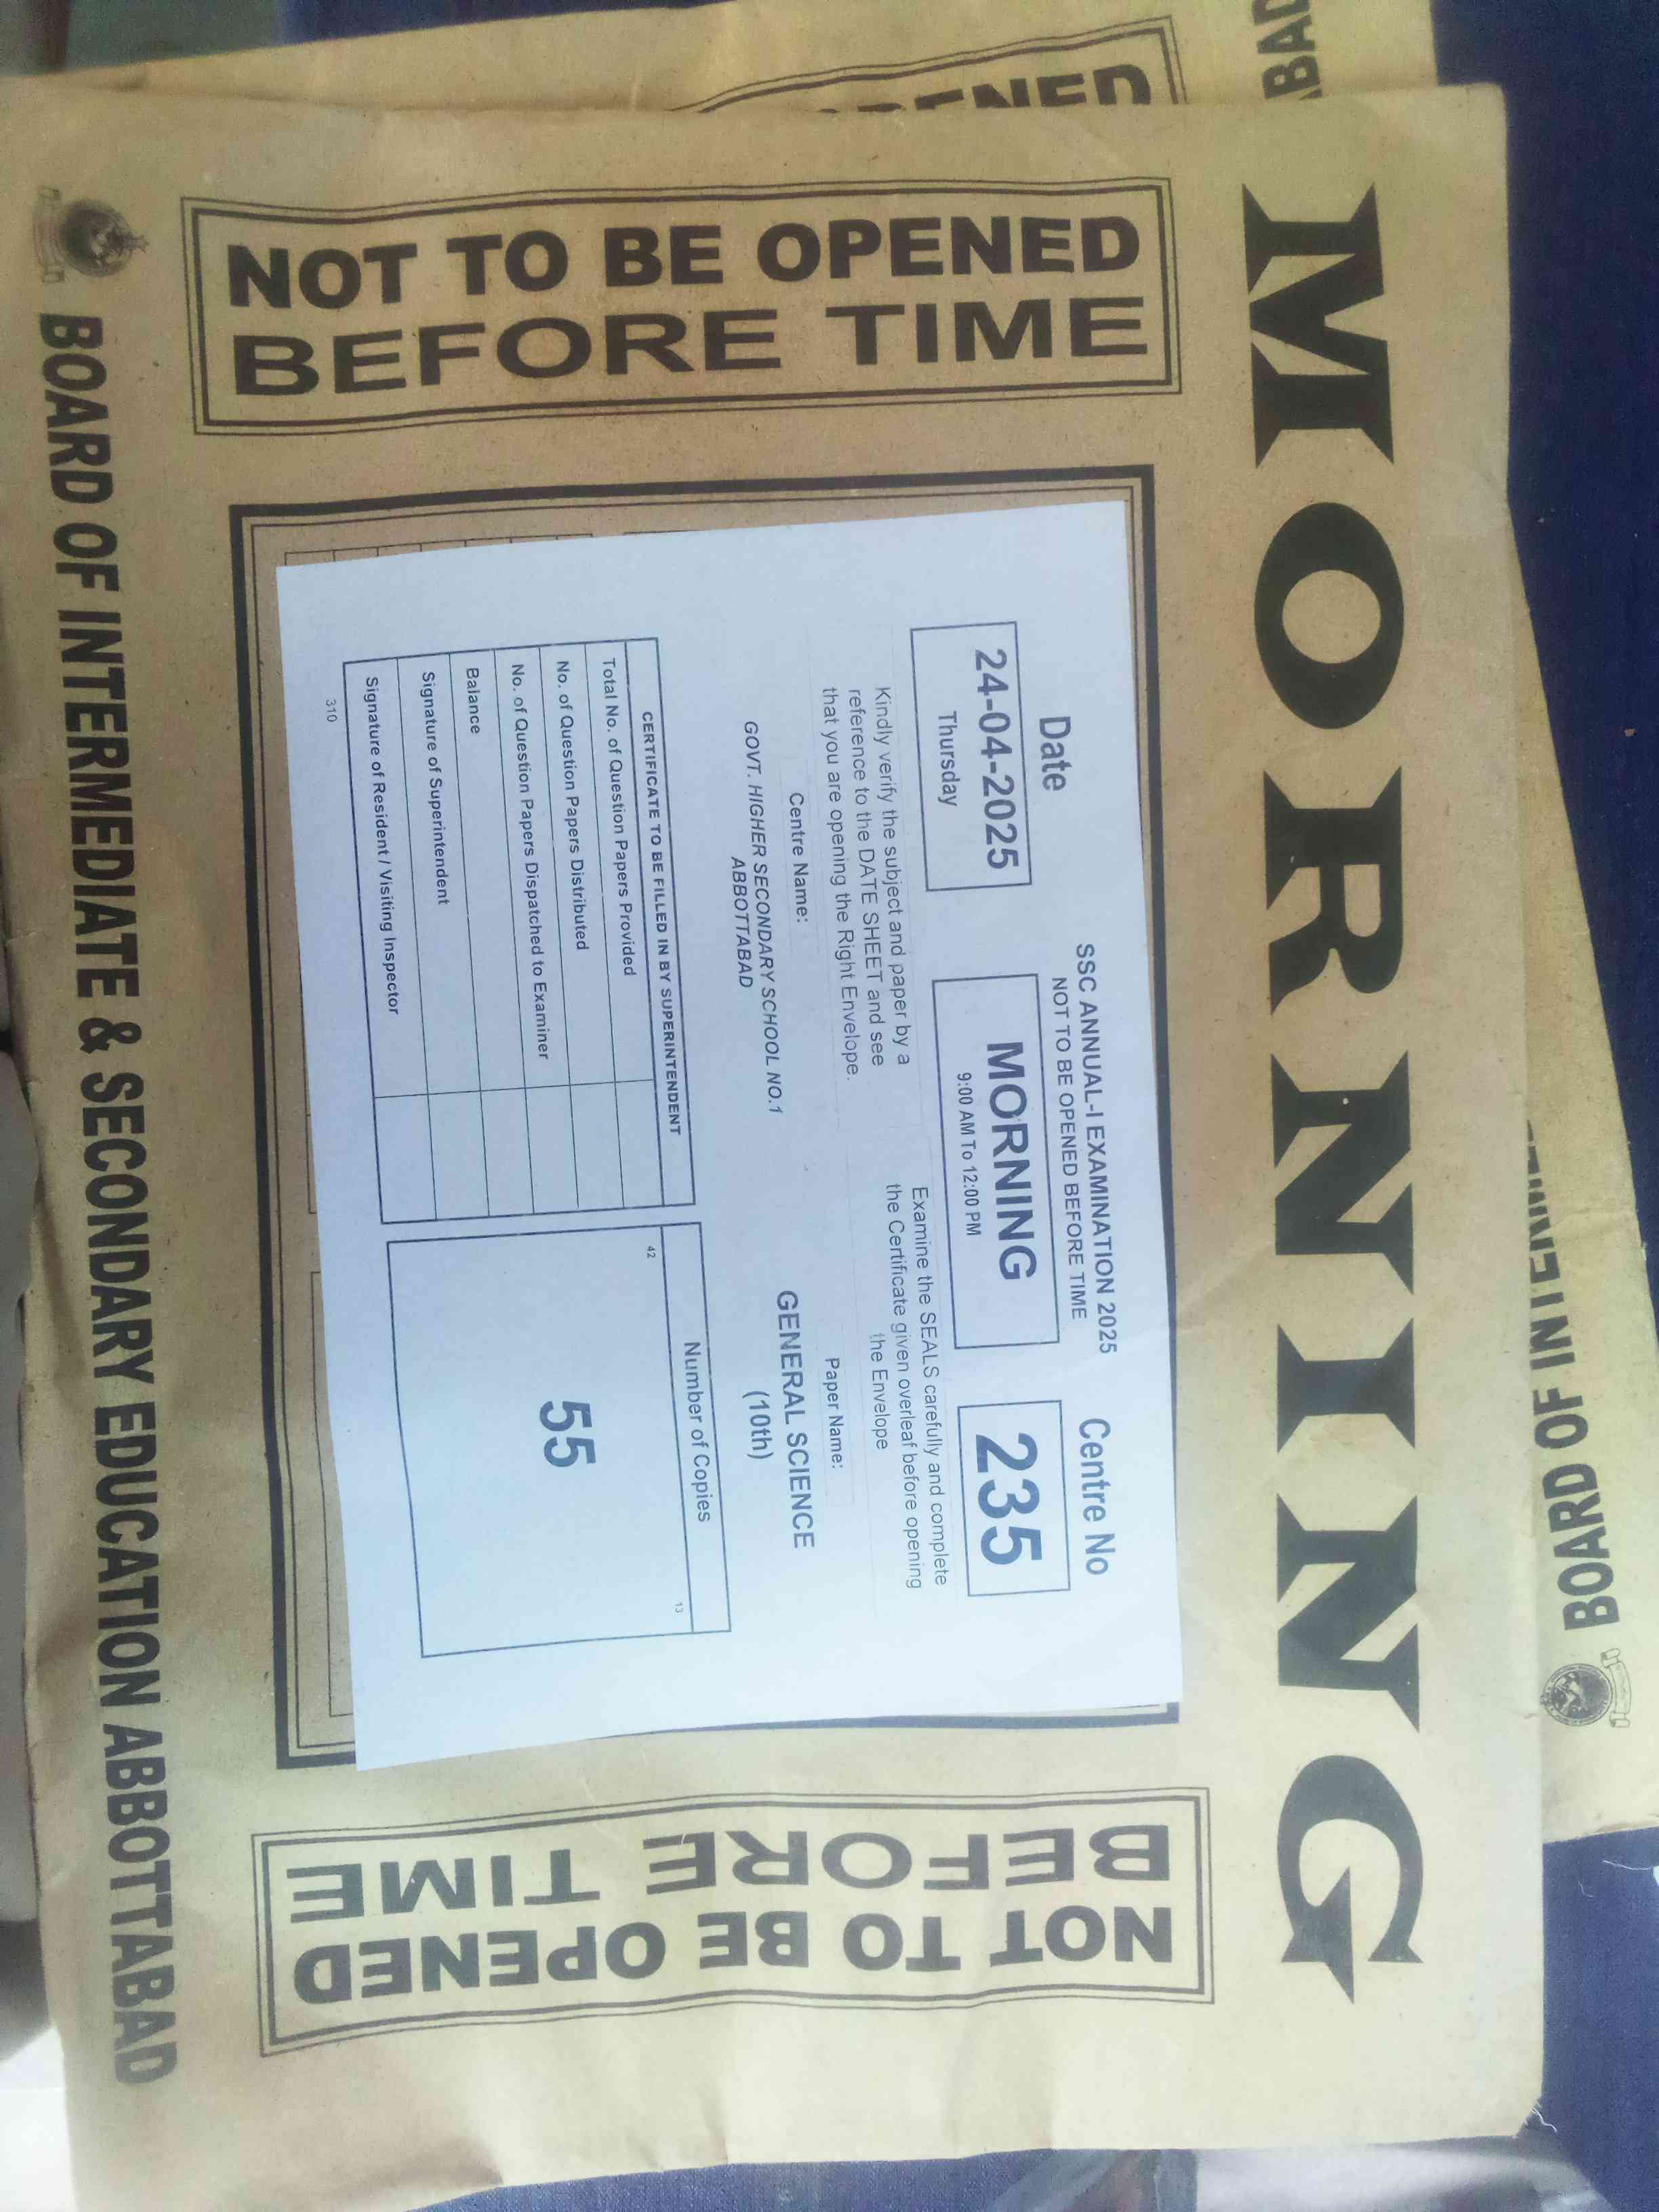 MORNING
NOT TO BE OPENED
BEFORE TIME
SSC ANNUAL-I EXAMINATION 2025
NOT TO BE OPENED BEFORE TIME
Date
24-04-2025
Thursday
MORNING
9:00 AM To 12:00 PM
Centre No
235
Kindly verify the subject and paper by a
reference to the DATE SHEET and see
that you are opening the Right Envelope.
Examine the SEALS carefully and complete
the Certificate given overleaf before opening
the Envelope
Centre Name:
GOVT. HIGHER SECONDARY SCHOOL NO.1
ABBOTTABAD
Paper Name:
GENERAL SCIENCE
(10th)
CERTIFICATE TO BE FILLED IN BY SUPERINTENDENT
Total No. of Question Papers Provided
No. of Question Papers Distributed
No. of Question Papers Dispatched to Examiner
Balance
Signature of Superintendent
Signature of Resident / Visiting Inspector
310
Number of Copies
42
13
55
NOT TO BE OPENED
BEFORE TIME
BOARD OF INTERMEDIATE & SECONDARY EDUCATION ABBOTTABAD
BOARD OF INTERME